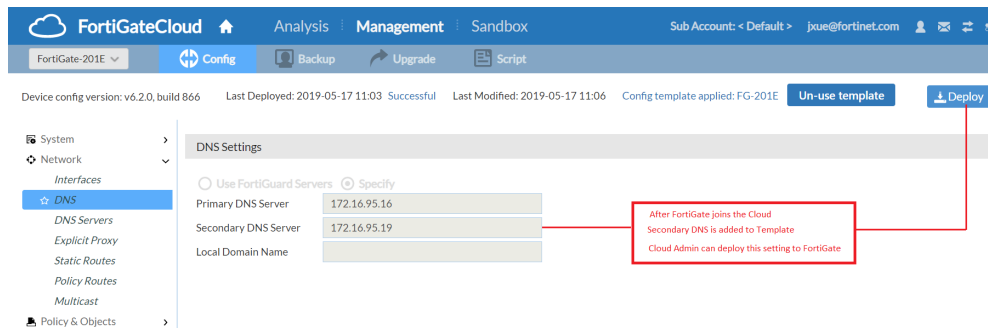 FortiGateCloud Analysis Management Sandbox Sub Account: < Default > jxue@fortinet.com
FortiGate-201E Config Backup Upgrade Script
Device config version: v6.2.0, build 866 Last Deployed: 2019-05-17 11:03 Successful Last Modified: 2019-05-17 11:06 Config template applied: FG-201E Un-use template Deploy
System
Network
Interfaces
DNS
DNS Servers
Explicit Proxy
Static Routes
Policy Routes
Multicast
Policy & Objects
DNS Settings
Use FortiGuard Servers Specify
Primary DNS Server 172.16.95.16
Secondary DNS Server 172.16.95.19
Local Domain Name
After FortiGate joins the Cloud
Secondary DNS is added to Template
Cloud Admin can deploy this setting to FortiGate